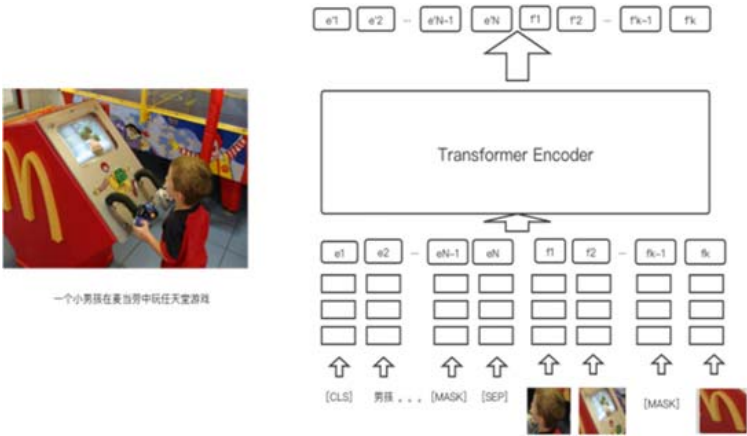 e'1 e'2 ... e'N-1 e'N f'1 f'2 ... f'k-1 f'k
Transformer Encoder
e1 e2 ... eN-1 eN f1 f2 ... fk-1 fk
[CLS] 男孩 。。。 [MASK] [SEP] [MASK]
一个小男孩在麦当劳中玩任天堂游戏